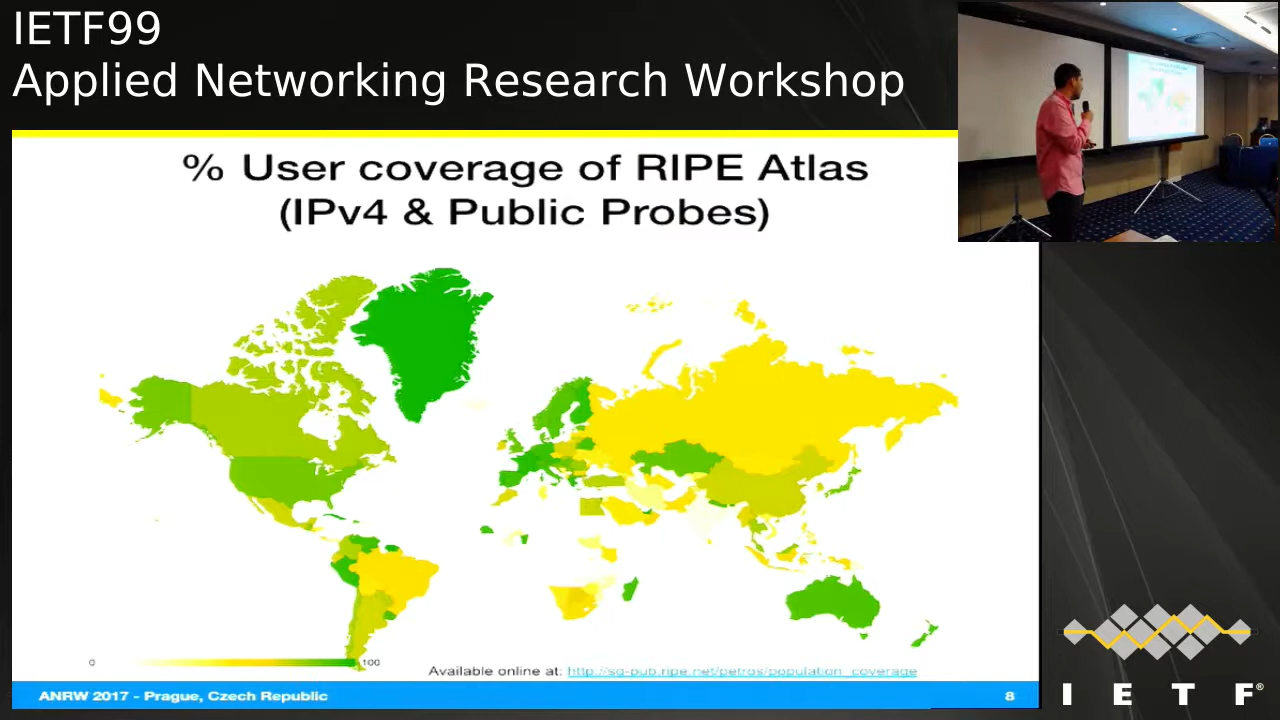 IETF99
Applied Networking Research Workshop
% User coverage of RIPE Atlas
(IPv4 & Public Probes)
0
100
Available online at: http://sg-pub.ripe.net/petros/population_coverage
ANRW 2017 - Prague, Czech Republic
8
I E T F®